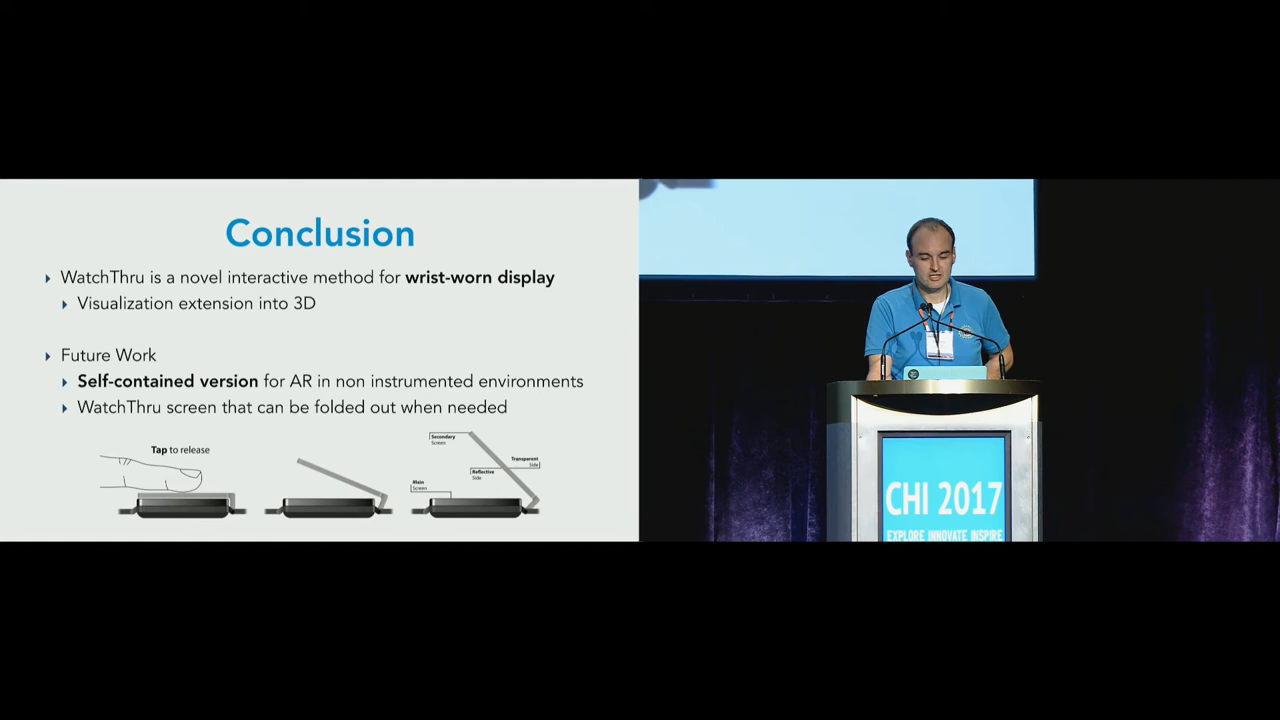 Conclusion
WatchThru is a novel interactive method for wrist-worn display
Visualization extension into 3D
Future Work
Self-contained version for AR in non instrumented environments
WatchThru screen that can be folded out when needed
Tap to release
Secondary
Screen
Transparent
Side
Reflective
Side
Main
Screen
CHI 2017
EXPLORE INNOVATE INSPIRE